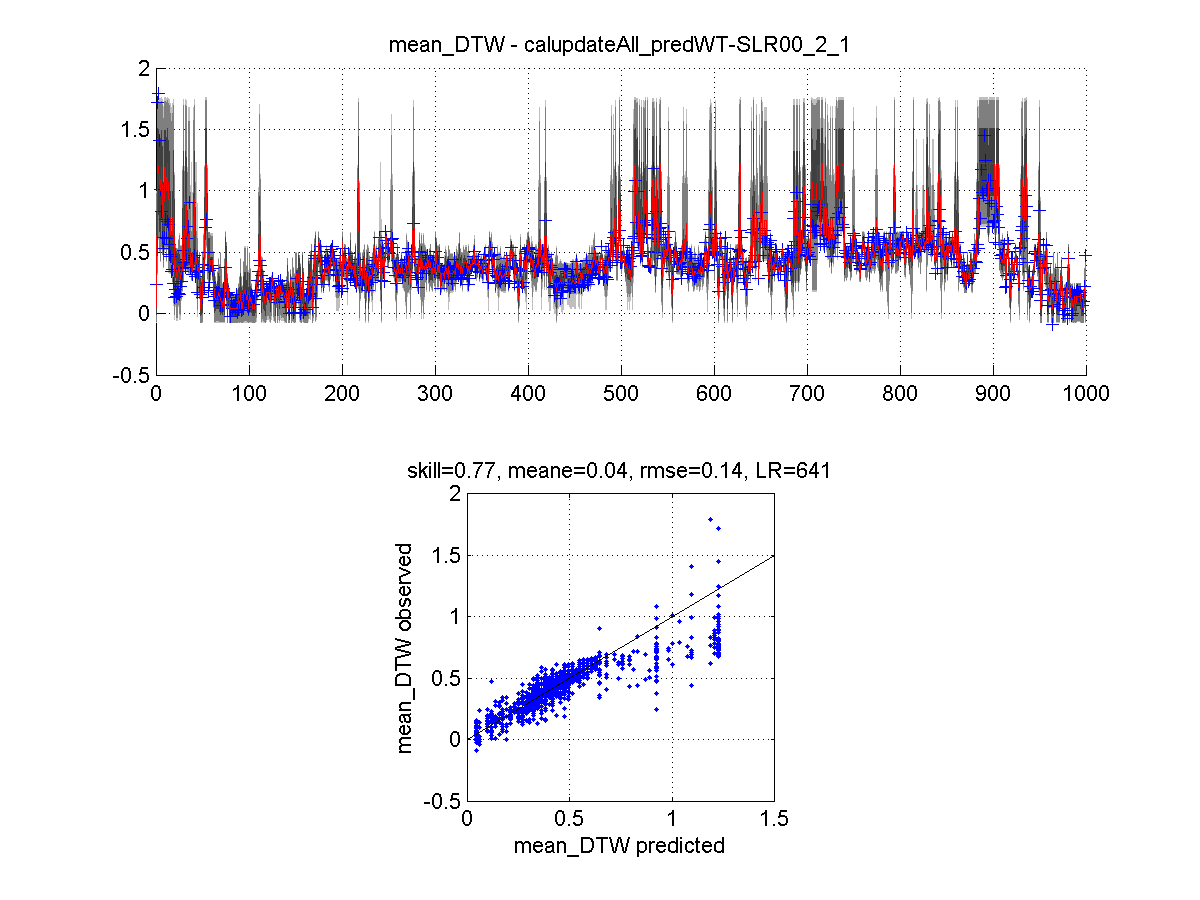 mean_DTW - calupdateAll_predWT-SLR00_2_1
2
1.5
1
0.5
0
-0.5
0 100 200 300 400 500 600 700 800 900 1000
skill=0.77, meane=0.04, rmse=0.14, LR=641
mean_DTW observed
2
1.5
1
0.5
0
-0.5
0 0.5 1 1.5
mean_DTW predicted